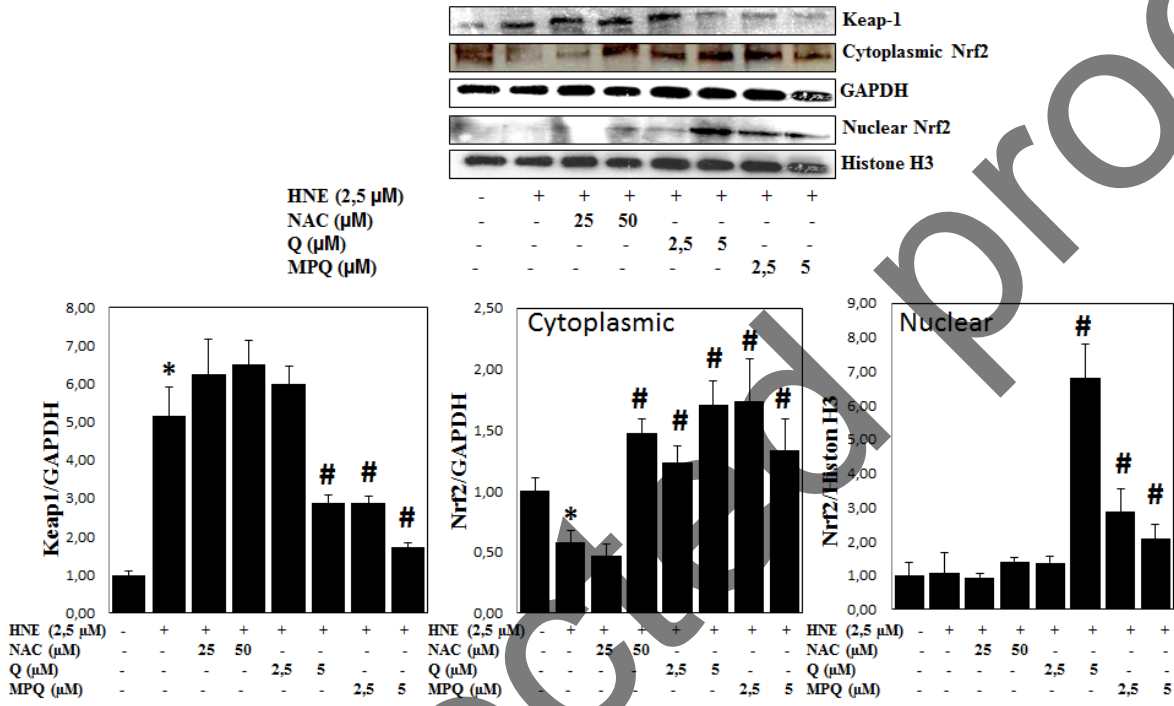 Keap-1
Cytoplasmic Nrf2
GAPDH
Nuclear Nrf2
Histone H3
HNE (2,5 µM) - + + + + + + +
NAC (µM) - - 25 50 - - - -
Q (µM) - - - - 2,5 5 - -
MPQ (µM) - - - - - - 2,5 5
8,00
7,00
6,00
5,00
4,00
3,00
2,00
1,00
0,00
Keap1/GAPDH
* # # #
HNE (2,5 µM) - + + + + + + +
NAC (µM) - - 25 50 - - - -
Q (µM) - - - - 2,5 5 - -
MPQ (µM) - - - - - - 2,5 5
Cytoplasmic
2,50
2,00
1,50
1,00
0,50
0,00
Nrf2/GAPDH
* # # # # #
HNE (2,5 µM) - + + + + + + +
NAC (µM) - - 25 50 - - - -
Q (µM) - - - - 2,5 5 - -
MPQ (µM) - - - - - - 2,5 5
Nuclear
9,00
8,00
7,00
6,00
5,00
4,00
3,00
2,00
1,00
0,00
Nrf2/Histon H3
# # #
HNE (2,5 µM) - + + + + + + +
NAC (µM) - - 25 50 - - - -
Q (µM) - - - - 2,5 5 - -
MPQ (µM) - - - - - - 2,5 5
cted proo